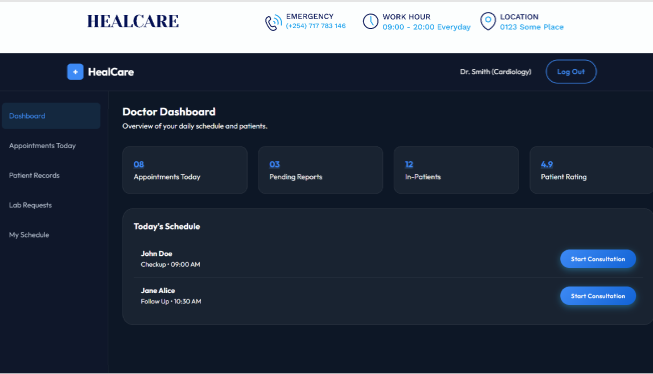 HEALCARE
EMERGENCY
(+254) 717 783 146
WORK HOUR
09:00 - 20:00 Everyday
LOCATION
0123 Some Place
+ HealCare
Dr. Smith (Cardiology)
Log Out
Dashboard
Appointments Today
Patient Records
Lab Requests
My Schedule
Doctor Dashboard
Overview of your daily schedule and patients.
08
Appointments Today
03
Pending Reports
12
In-Patients
4.9
Patient Rating
Today's Schedule
John Doe
Checkup • 09:00 AM
Start Consultation
Jane Alice
Follow Up • 10:30 AM
Start Consultation